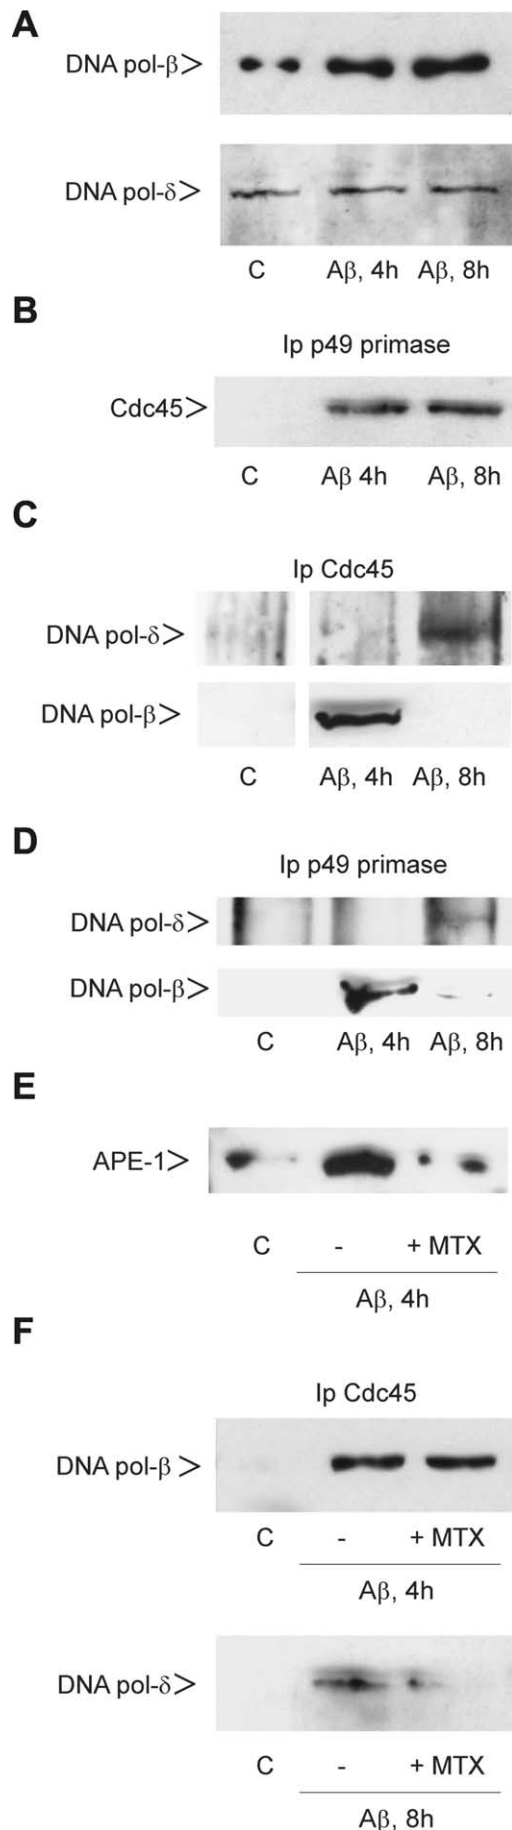 A
DNA pol-β>
DNA pol-δ>
C Aβ, 4h Aβ, 8h
B
Ip p49 primase
Cdc45>
C Aβ 4h Aβ, 8h
C
Ip Cdc45
DNA pol-δ>
DNA pol-β>
C Aβ, 4h Aβ, 8h
D
Ip p49 primase
DNA pol-δ>
DNA pol-β>
C Aβ, 4h Aβ, 8h
E
APE-1>
C - + MTX
Aβ, 4h
F
Ip Cdc45
DNA pol-β >
C - + MTX
Aβ, 4h
DNA pol-δ>
C - + MTX
Aβ, 8h